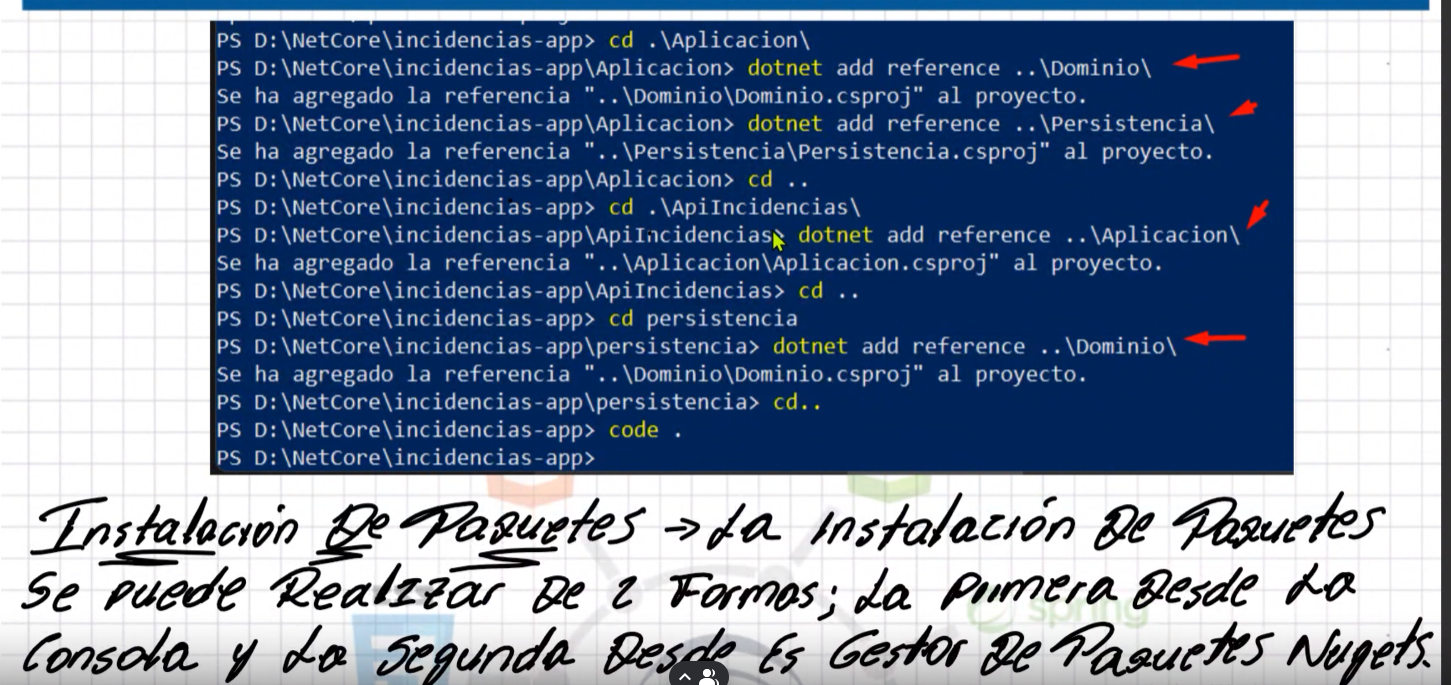 PS D:\NetCore\incidencias-app> cd .\Aplicacion\
PS D:\NetCore\incidencias-app\Aplicacion> dotnet add reference ..\Dominio\
Se ha agregado la referencia "..\Dominio\Dominio.csproj" al proyecto.
PS D:\NetCore\incidencias-app\Aplicacion> dotnet add reference ..\Persistencia\
Se ha agregado la referencia "..\Persistencia\Persistencia.csproj" al proyecto.
PS D:\NetCore\incidencias-app\Aplicacion> cd ..
PS D:\NetCore\incidencias-app> cd .\ApiIncidencias\
PS D:\NetCore\incidencias-app\ApiIncidencias> dotnet add reference ..\Aplicacion\
Se ha agregado la referencia "..\Aplicacion\Aplicacion.csproj" al proyecto.
PS D:\NetCore\incidencias-app\ApiIncidencias> cd ..
PS D:\NetCore\incidencias-app> cd persistencia
PS D:\NetCore\incidencias-app\persistencia> dotnet add reference ..\Dominio\
Se ha agregado la referencia "..\Dominio\Dominio.csproj" al proyecto.
PS D:\NetCore\incidencias-app\persistencia> cd..
PS D:\NetCore\incidencias-app> code .
PS D:\NetCore\incidencias-app>
Instalación De Paquetes → La instalación De Paquetes
Se puede Realizar De 2 Formas; La primera Desde La
Consola y La Segunda Desde Es Gestor De Paquetes Nugets.
spring